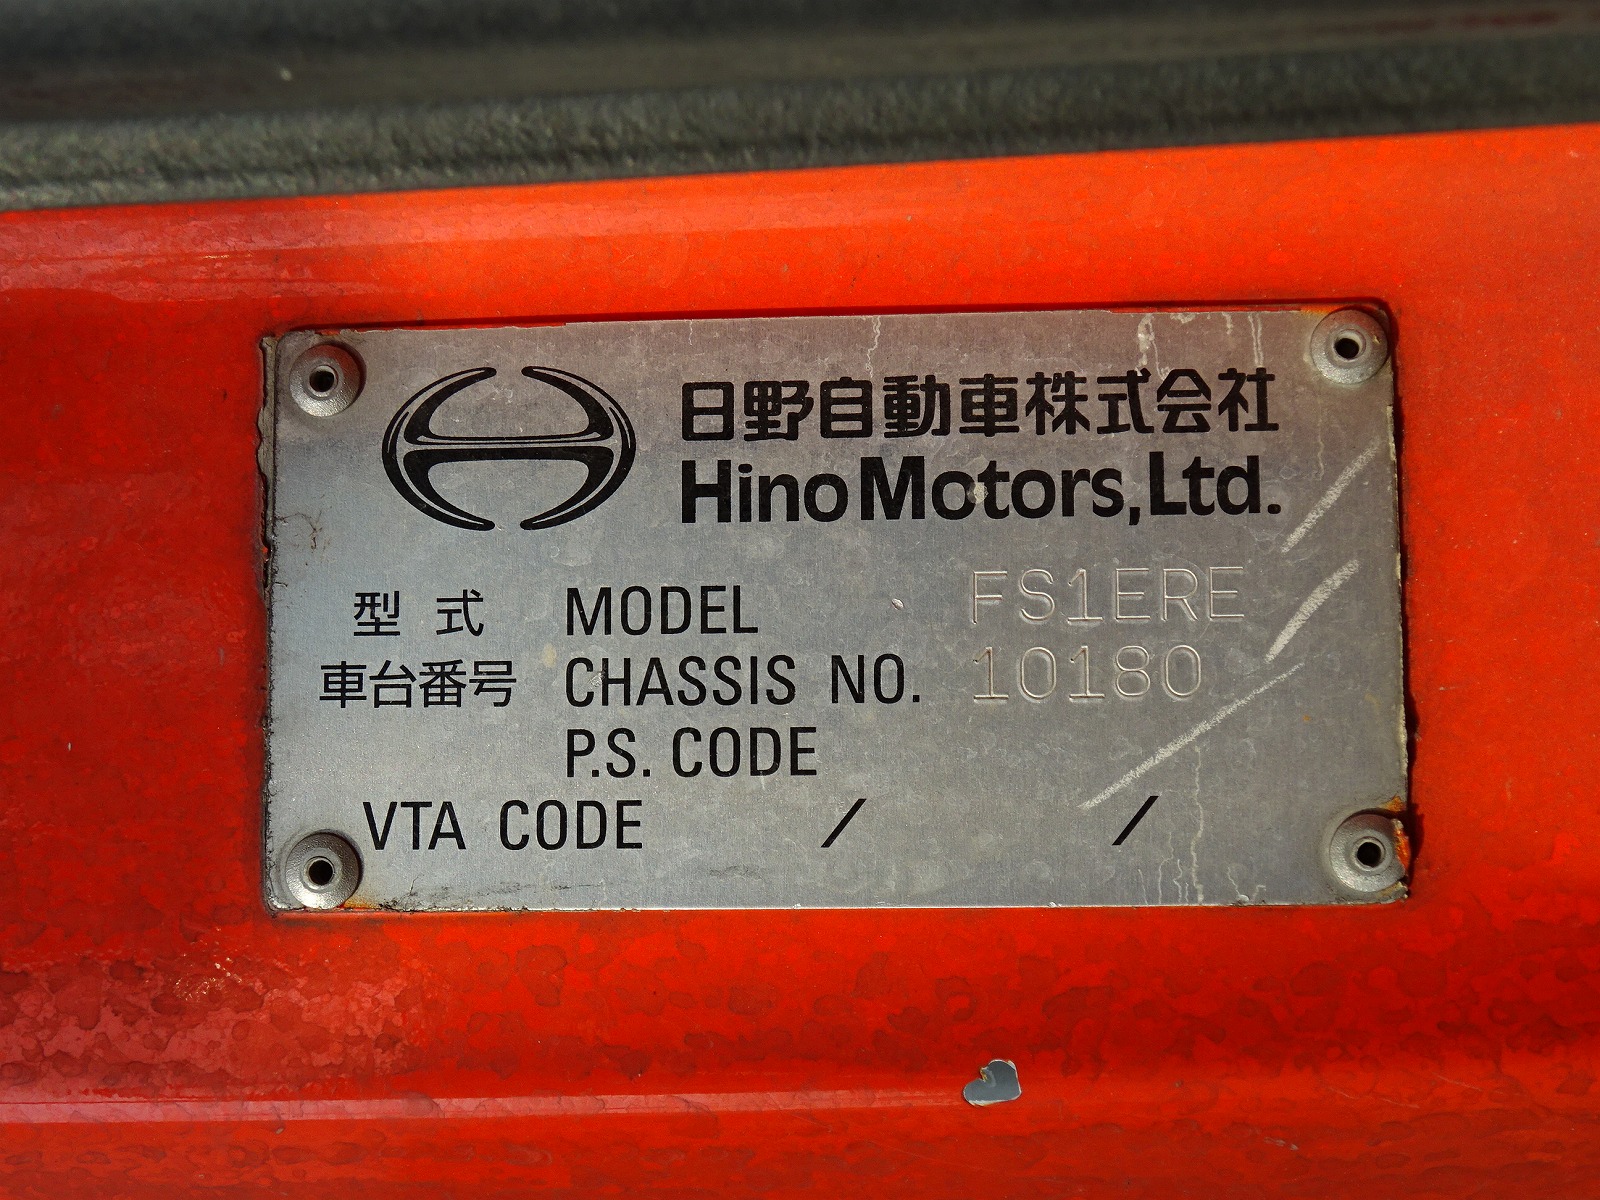 日野自動車株式会社
Hino Motors, Ltd.
型式 MODEL FS1ERE
車台番号 CHASSIS NO. 10180
P.S. CODE
VTA CODE / /